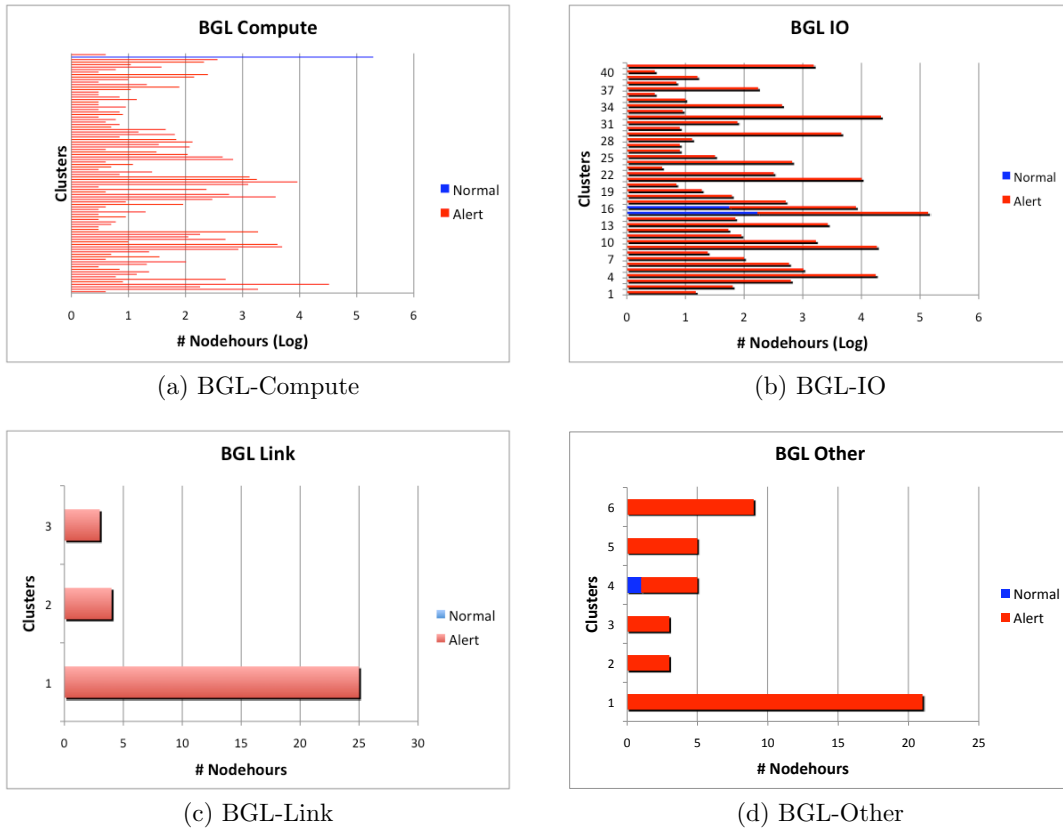 BGL Compute
Clusters
0 1 2 3 4 5 6
# Nodehours (Log)
Normal
Alert
(a) BGL-Compute
BGL IO
Clusters
40
37
34
31
28
25
22
19
16
13
10
7
4
1
0 1 2 3 4 5 6
# Nodehours (Log)
Normal
Alert
(b) BGL-IO
BGL Link
Clusters
3
2
1
0 5 10 15 20 25 30
# Nodehours
Normal
Alert
(c) BGL-Link
BGL Other
Clusters
6
5
4
3
2
1
0 5 10 15 20 25
# Nodehours
Normal
Alert
(d) BGL-Other